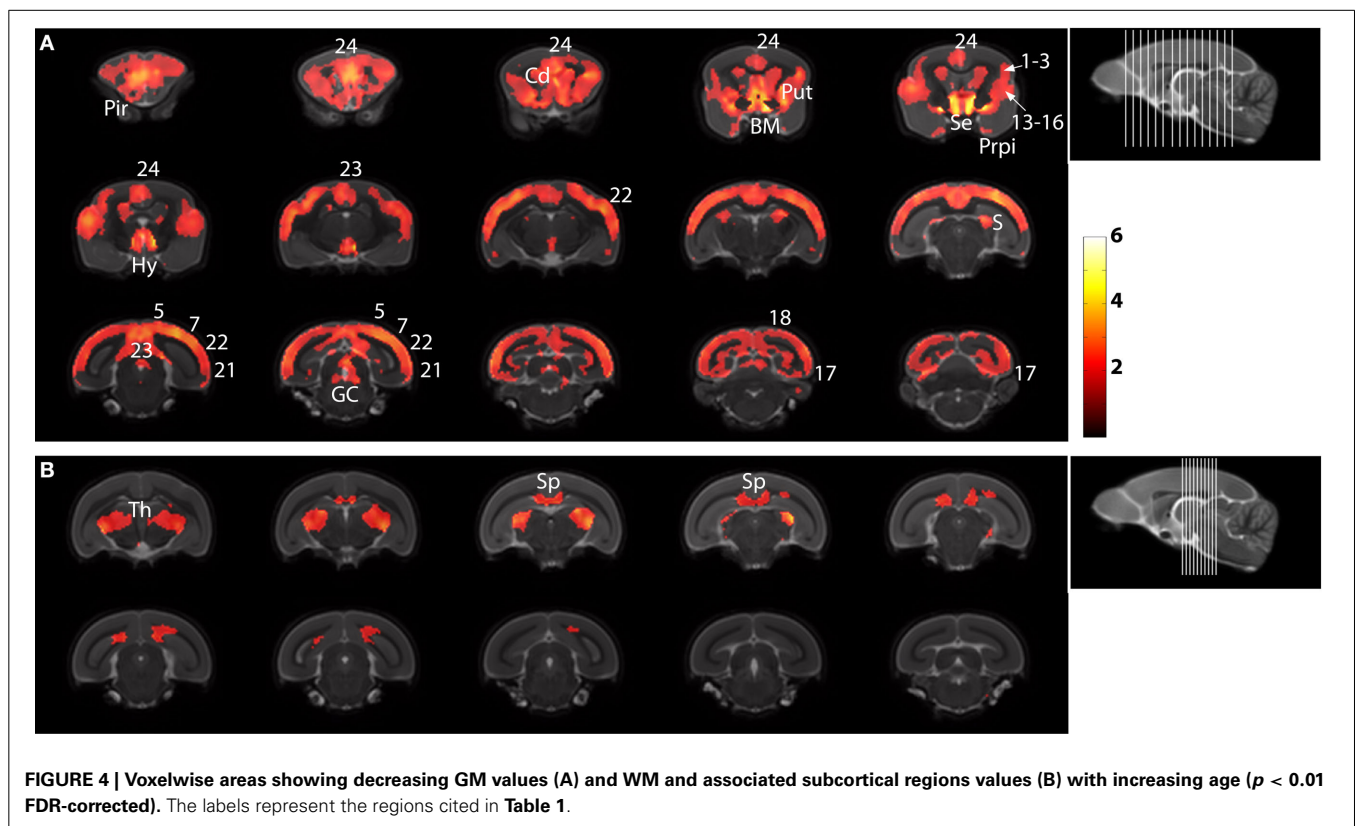 A
24
24
24
24
Pir
Cd
Put
BM
1-3
13-16
Se
Prpi
24
23
22
Hy
S
6
4
2
5
7
22
21
23
5
7
22
21
GC
18
17
17
B
Th
Sp
Sp
FIGURE 4 | Voxelwise areas showing decreasing GM values (A) and WM and associated subcortical regions values (B) with increasing age (p < 0.01
FDR-corrected). The labels represent the regions cited in Table 1.